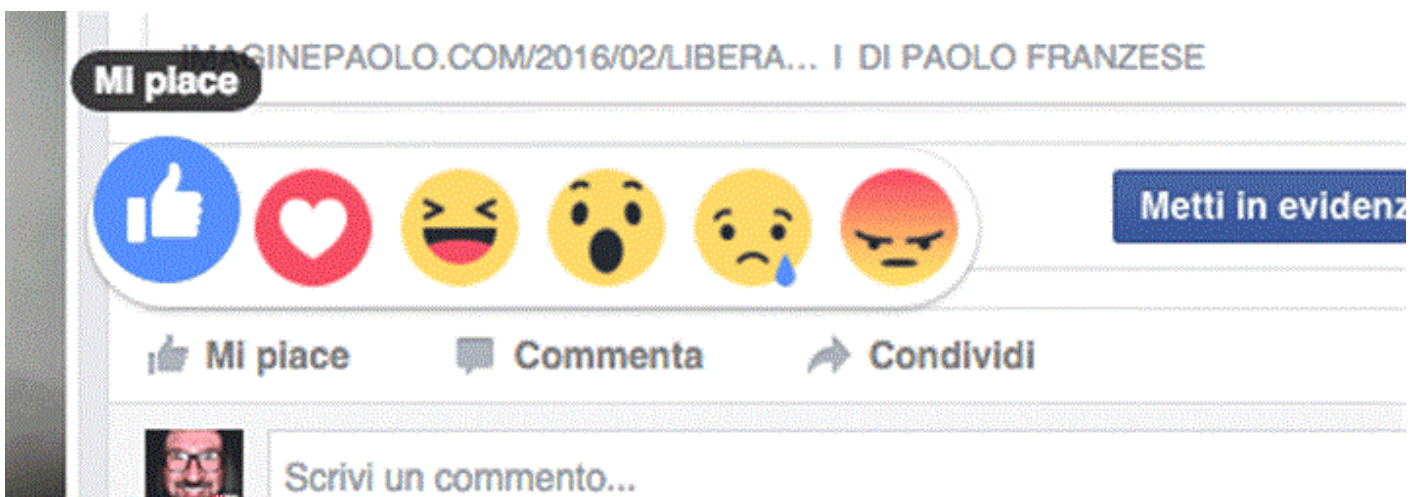 IMAGINEPAOLO.COM/2016/02/LIBERA... I DI PAOLO FRANZESE
Mi piace
Metti in evidenz
Mi piace Commenta Condividi
Scrivi un commento...